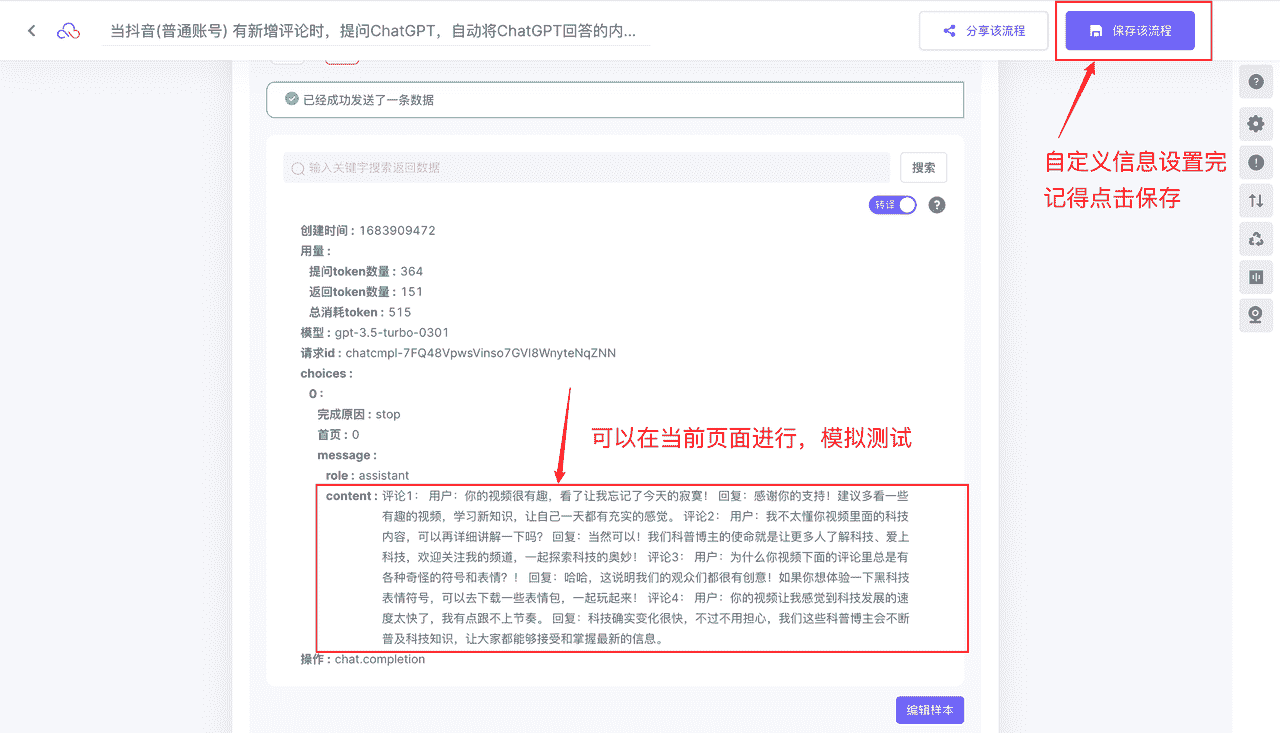 当抖音(普通账号) 有新增评论时，提问ChatGPT，自动将ChatGPT回答的内...
分享该流程
保存该流程
已经成功发送了一条数据
自定义信息设置完
记得点击保存
输入关键字搜索返回数据
搜索
转译
创建时间 : 1683909472
用量 :
提问token数量 : 364
返回token数量 : 151
总消耗token : 515
模型 : gpt-3.5-turbo-0301
请求id : chatcmpl-7FQ48VpwsVinso7GVl8WnyteNqZNN
choices :
0 :
完成原因 : stop
首页 : 0
可以在当前页面进行，模拟测试
message :
role : assistant
content : 评论1： 用户：你的视频很有趣，看了让我忘记了今天的寂寞！ 回复：感谢你的支持！建议多看一些
有趣的视频，学习新知识，让自己一天都有充实的感觉。 评论2： 用户：我不太懂你视频里面的科技
内容，可以再详细讲解一下吗？ 回复：当然可以！我们科普博主的使命就是让更多人了解科技、爱上
科技，欢迎关注我的频道，一起探索科技的奥妙！ 评论3： 用户：为什么你视频下面的评论里总是有
各种奇怪的符号和表情？！ 回复：哈哈，这说明我们的观众们都很有创意！如果你想体验一下黑科技
表情符号，可以去下载一些表情包，一起玩起来！ 评论4： 用户：你的视频让我感觉到科技发展的速
度太快了，我有点跟不上节奏。 回复：科技确实变化很快，不过不用担心，我们这些科普博主会不断
普及科技知识，让大家都能够接受和掌握最新的信息。
操作 : chat.completion
编辑样本